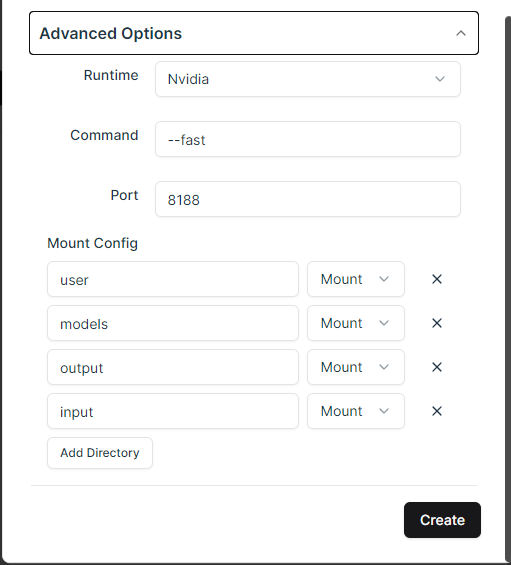 Advanced Options
Runtime Nvidia
Command --fast
Port 8188
Mount Config
user Mount
models Mount
output Mount
input Mount
Add Directory
Create